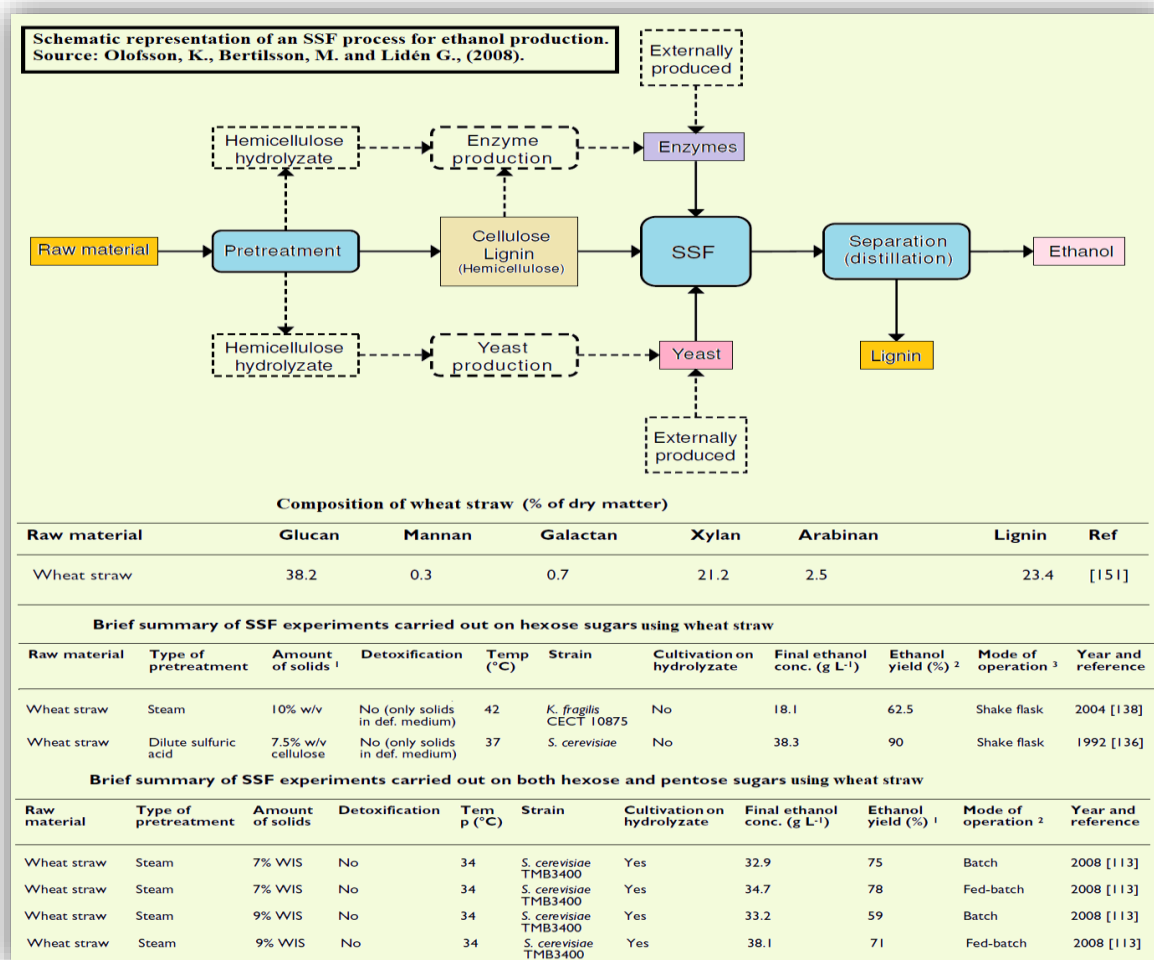 Schematic representation of an SSF process for ethanol production.
Source: Olofsson, K., Bertilsson, M. and Lidén G., (2008).
Externally
produced
Hemicellulose
hydrolyzate
Enzyme
production
Enzymes
Raw material
Pretreatment
Cellulose
Lignin
(Hemicellulose)
SSF
Separation
(distillation)
Ethanol
Hemicellulose
hydrolyzate
Yeast
production
Yeast
Lignin
Externally
produced
Composition of wheat straw (% of dry matter)
Raw material Glucan Mannan Galactan Xylan Arabinan Lignin Ref
Wheat straw 38.2 0.3 0.7 21.2 2.5 23.4 [151]
Brief summary of SSF experiments carried out on hexose sugars using wheat straw
Raw material Type of Amount Detoxification Temp Strain Cultivation on Final ethanol Ethanol Mode of Year and
pretreatment of solids ¹ (°C) hydrolyzate conc. (g L⁻¹) yield (%) ² operation ³ reference
Wheat straw Steam 10% w/v No (only solids 42 K. fragilis No 18.1 62.5 Shake flask 2004 [138]
in def. medium) CECT 10875
Wheat straw Dilute sulfuric 7.5% w/v No (only solids 37 S. cerevisiae No 38.3 90 Shake flask 1992 [136]
acid cellulose in def. medium)
Brief summary of SSF experiments carried out on both hexose and pentose sugars using wheat straw
Raw Type of Amount Detoxification Tem Strain Cultivation on Final ethanol Ethanol Mode of Year and
material pretreatment of solids p (°C) hydrolyzate conc. (g L⁻¹) yield (%) ¹ operation ² reference
Wheat straw Steam 7% WIS No 34 S. cerevisiae Yes 32.9 75 Batch 2008 [113]
TMB3400
Wheat straw Steam 7% WIS No 34 S. cerevisiae Yes 34.7 78 Fed-batch 2008 [113]
TMB3400
Wheat straw Steam 9% WIS No 34 S. cerevisiae Yes 33.2 59 Batch 2008 [113]
TMB3400
Wheat straw Steam 9% WIS No 34 S. cerevisiae Yes 38.1 71 Fed-batch 2008 [113]
TMB3400